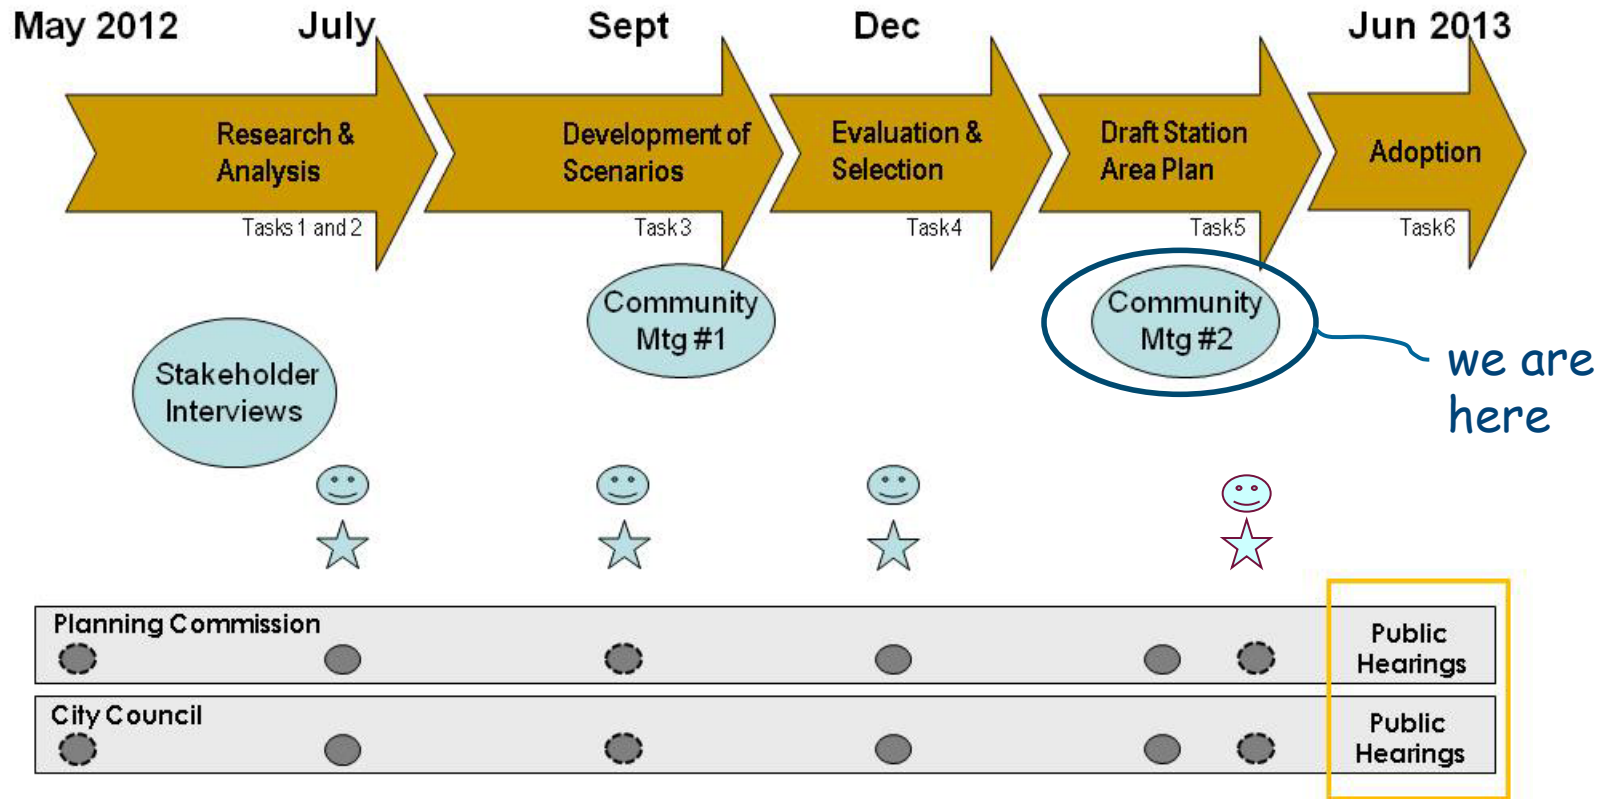 May 2012 July Sept Dec Jun 2013
Research &
Analysis
Tasks 1 and 2
Development of
Scenarios
Task 3
Evaluation &
Selection
Task 4
Draft Station
Area Plan
Task 5
Adoption
Task 6
Stakeholder
Interviews
Community
Mtg #1
Community
Mtg #2
we are
here
Planning Commission
Public
Hearings
City Council
Public
Hearings